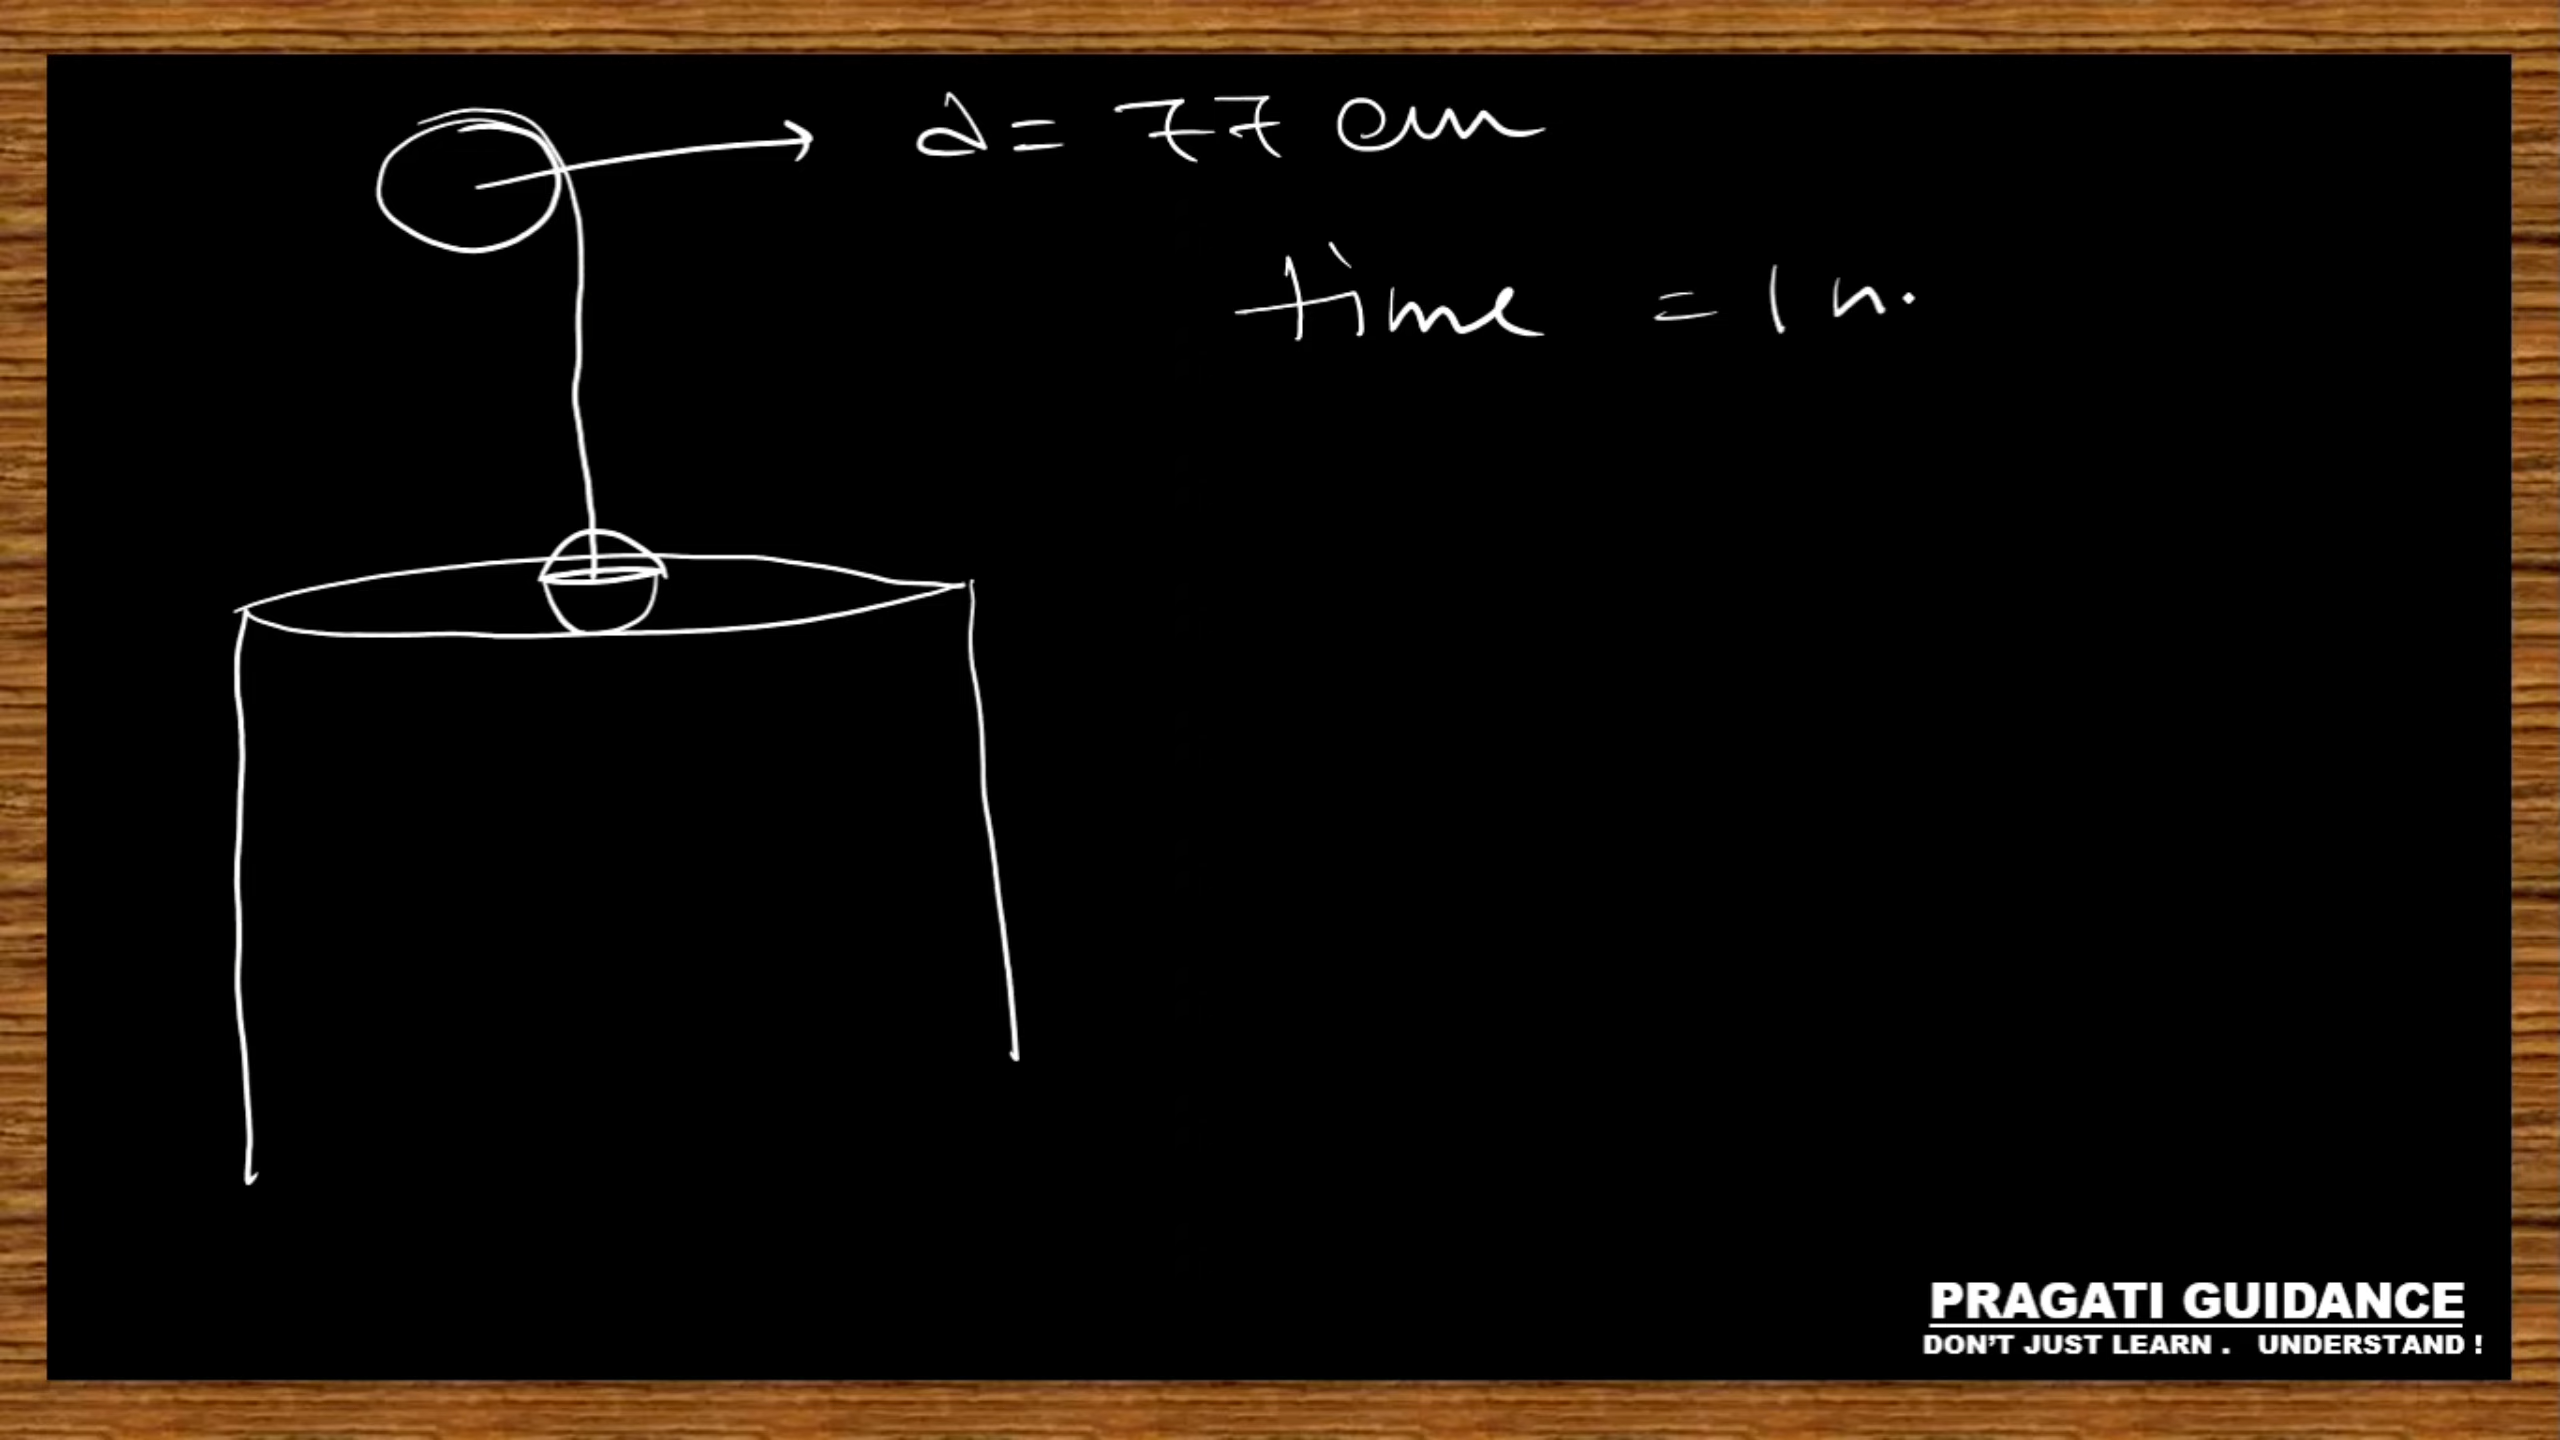 d = 77 cm
time = 1 n.
PRAGATI GUIDANCE
DON'T JUST LEARN . UNDERSTAND !